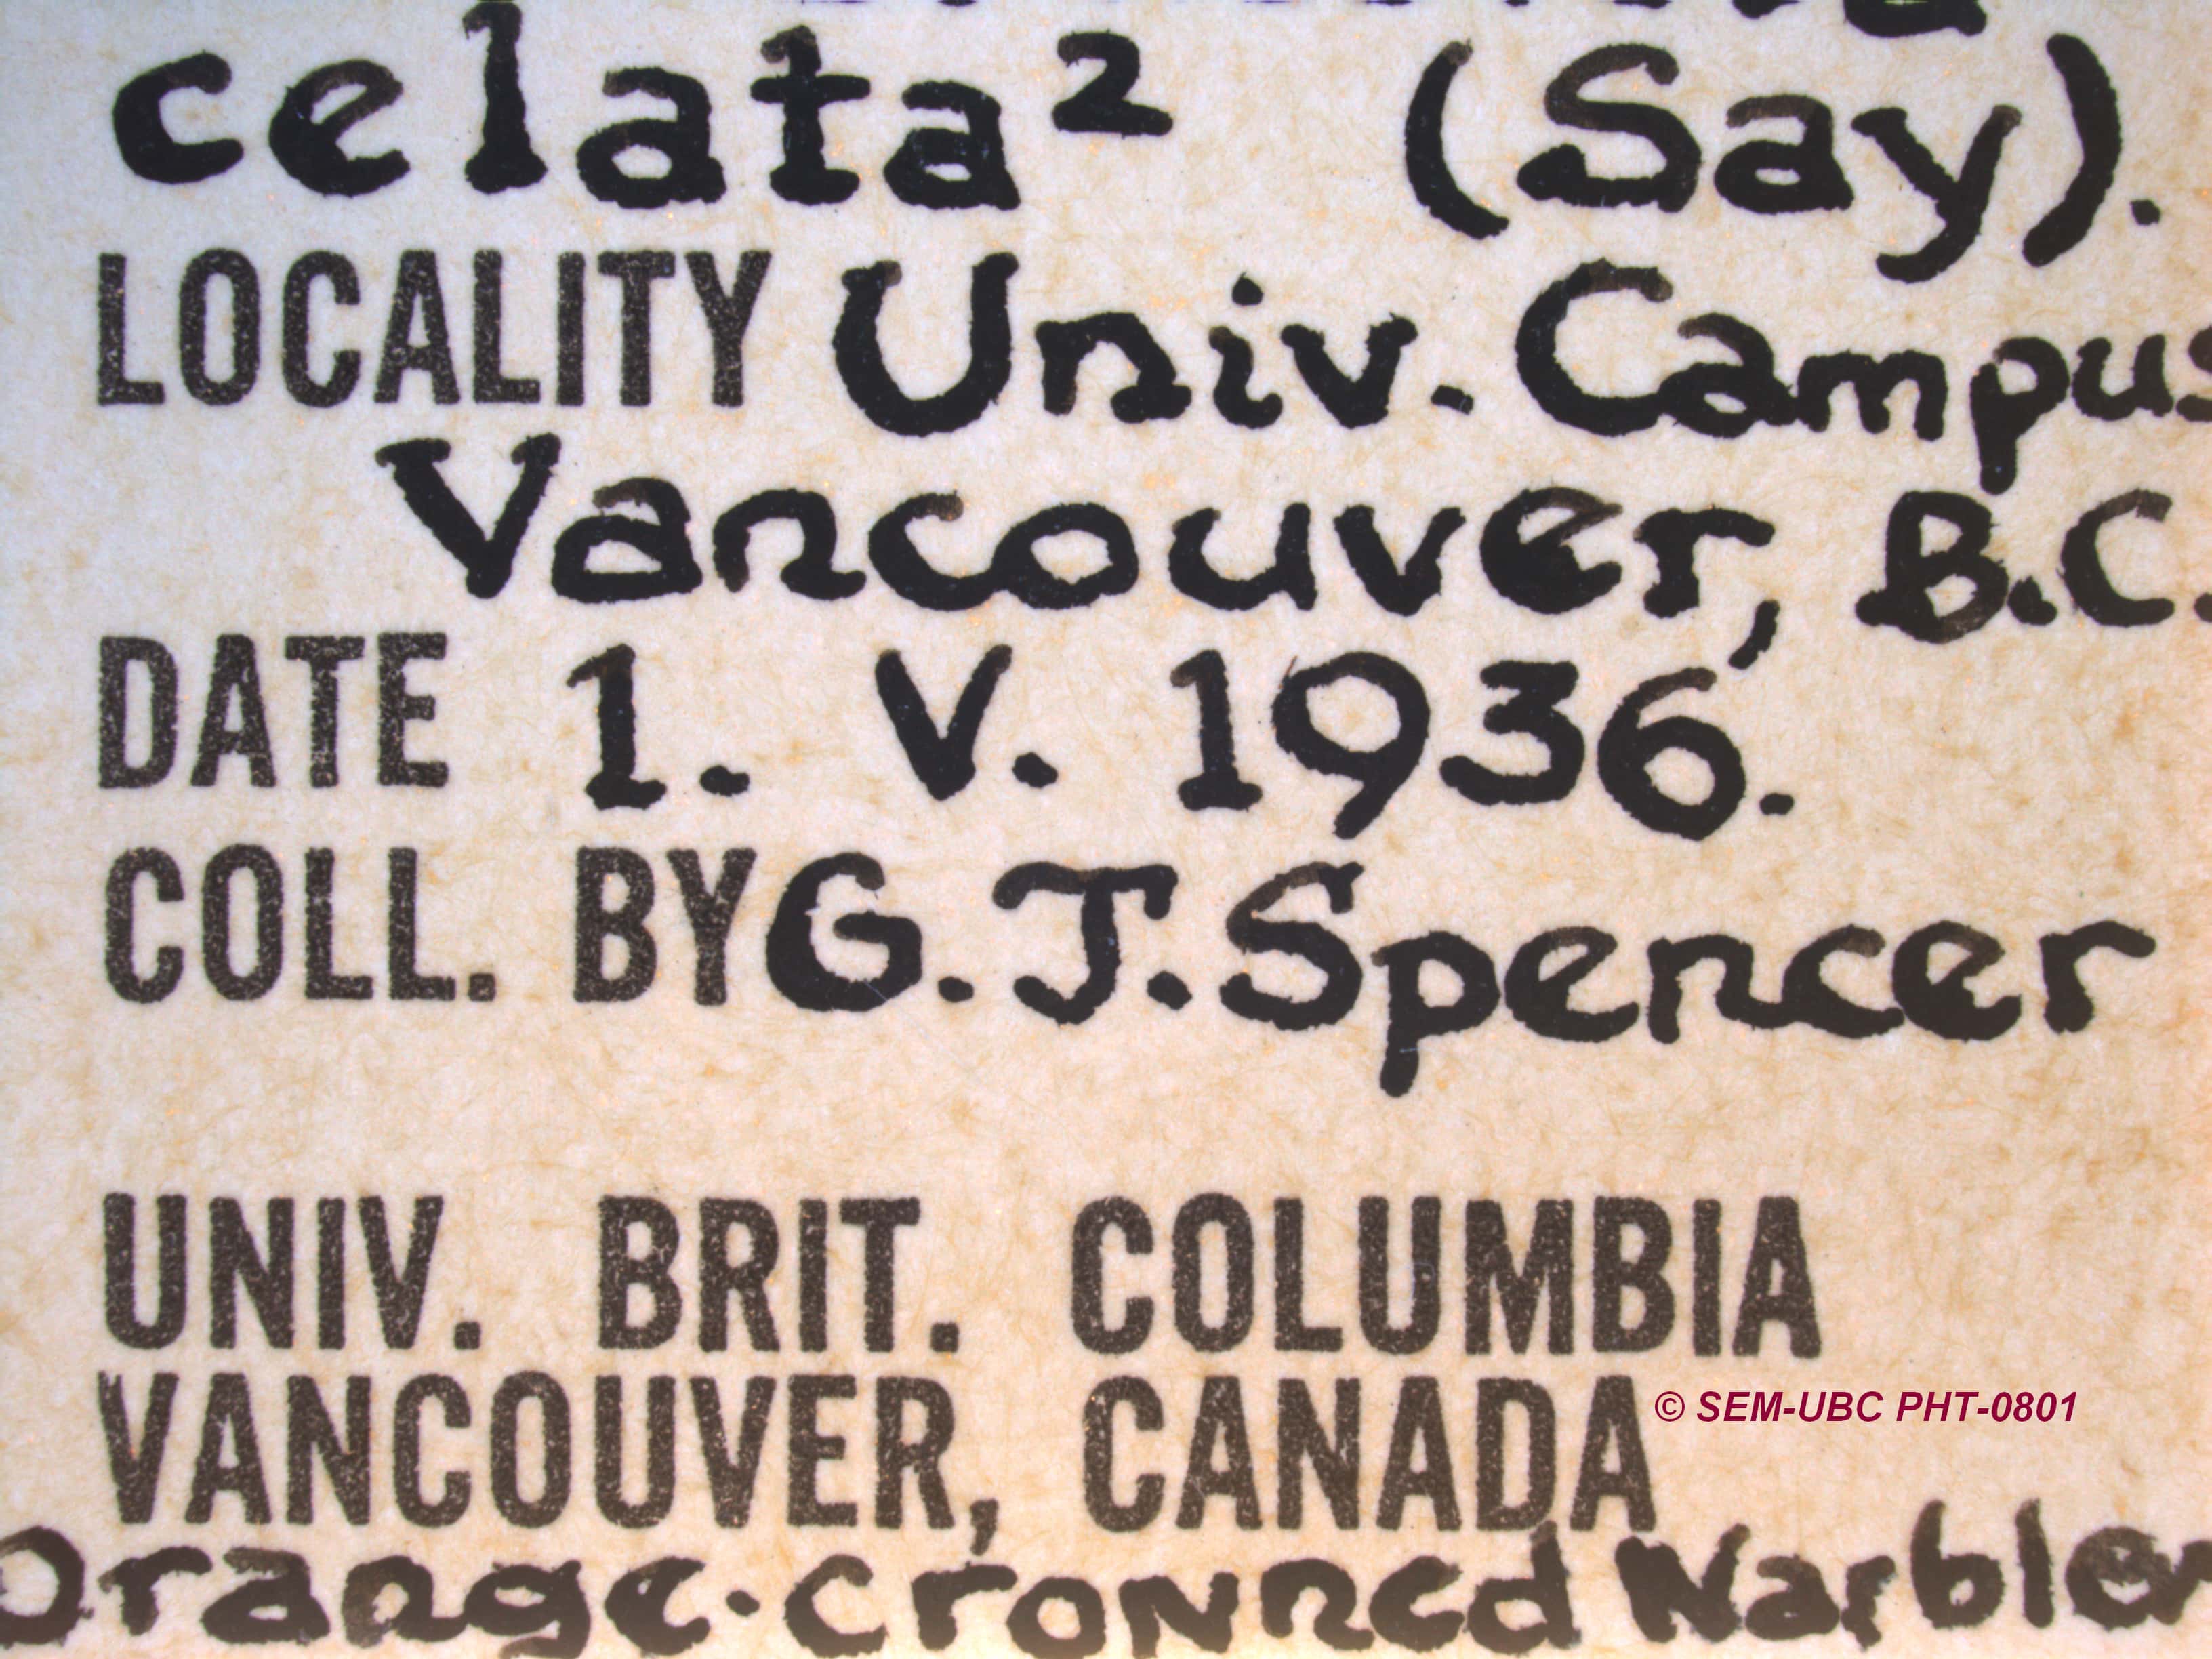 celata² (Say).
LOCALITY Univ. Campus
Vancouver, B.C.
DATE 1. V. 1936.
COLL. BY G. J. Spencer
UNIV. BRIT. COLUMBIA
VANCOUVER, CANADA
© SEM-UBC PHT-0801
Orange-crowned Warbler